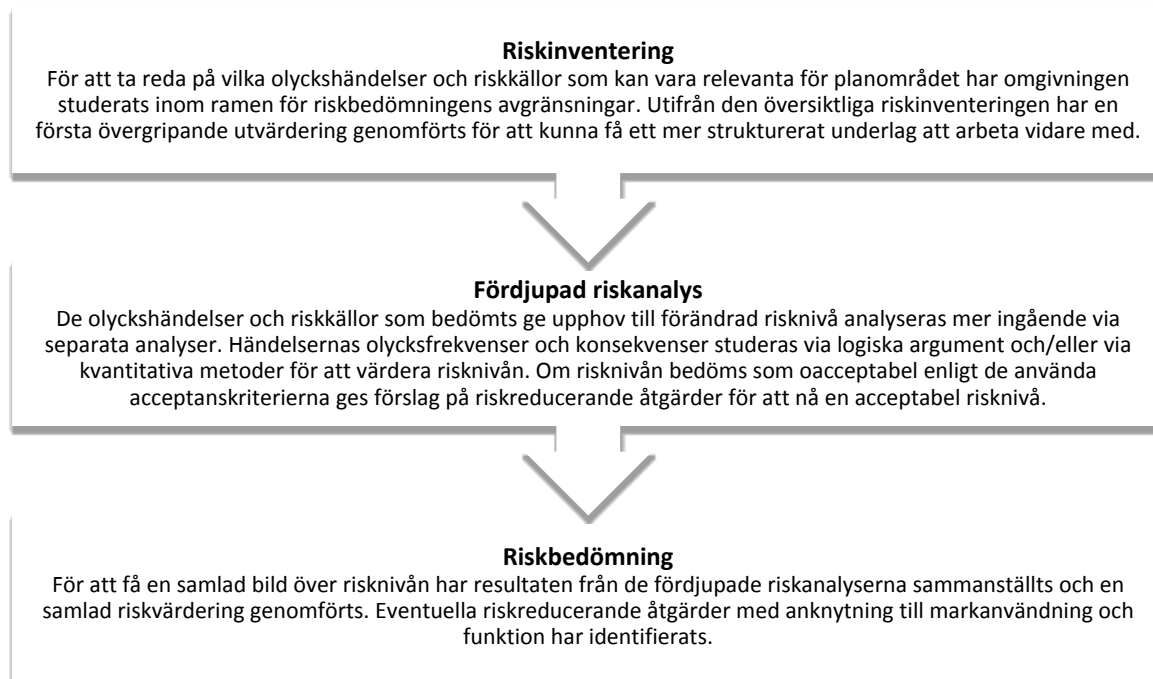 Riskinventering
För att ta reda på vilka olyckshändelser och riskkällor som kan vara relevanta för planområdet har omgivningen
studerats inom ramen för riskbedömningens avgränsningar. Utifrån den översiktliga riskinventeringen har en
första övergripande utvärdering genomförts för att kunna få ett mer strukturerat underlag att arbeta vidare med.
Fördjupad riskanalys
De olyckshändelser och riskkällor som bedömts ge upphov till förändrad risknivå analyseras mer ingående via
separata analyser. Händelsernas olycksfrekvenser och konsekvenser studeras via logiska argument och/eller via
kvantitativa metoder för att värdera risknivån. Om risknivån bedöms som oacceptabel enligt de använda
acceptanskriterierna ges förslag på riskreducerande åtgärder för att nå en acceptabel risknivå.
Riskbedömning
För att få en samlad bild över risknivån har resultaten från de fördjupade riskanalyserna sammanställts och en
samlad riskvärdering genomförts. Eventuella riskreducerande åtgärder med anknytning till markanvändning och
funktion har identifierats.